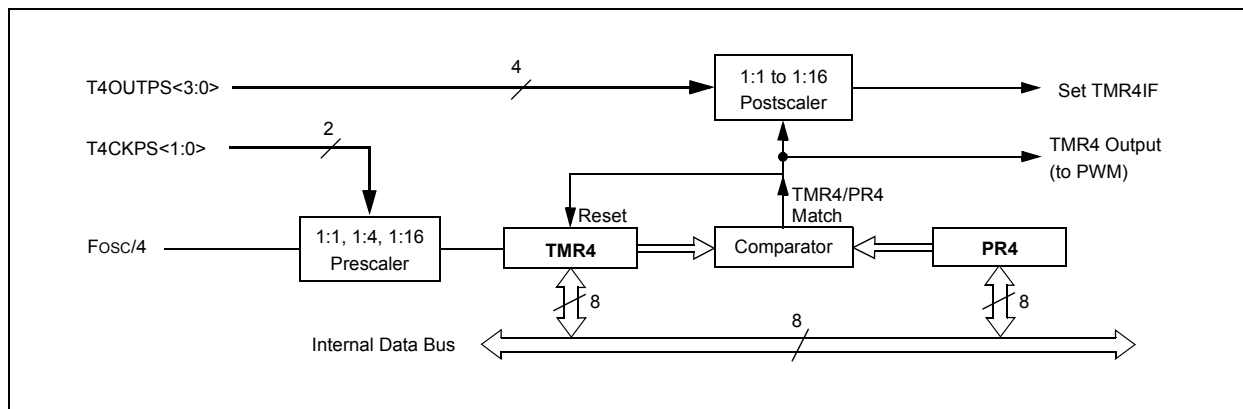 T4OUTPS<3:0>
4
1:1 to 1:16
Postscaler
Set TMR4IF
T4CKPS<1:0>
2
TMR4 Output
(to PWM)
TMR4/PR4
Match
Reset
FOSC/4
1:1, 1:4, 1:16
Prescaler
TMR4
Comparator
PR4
8
8
8
Internal Data Bus